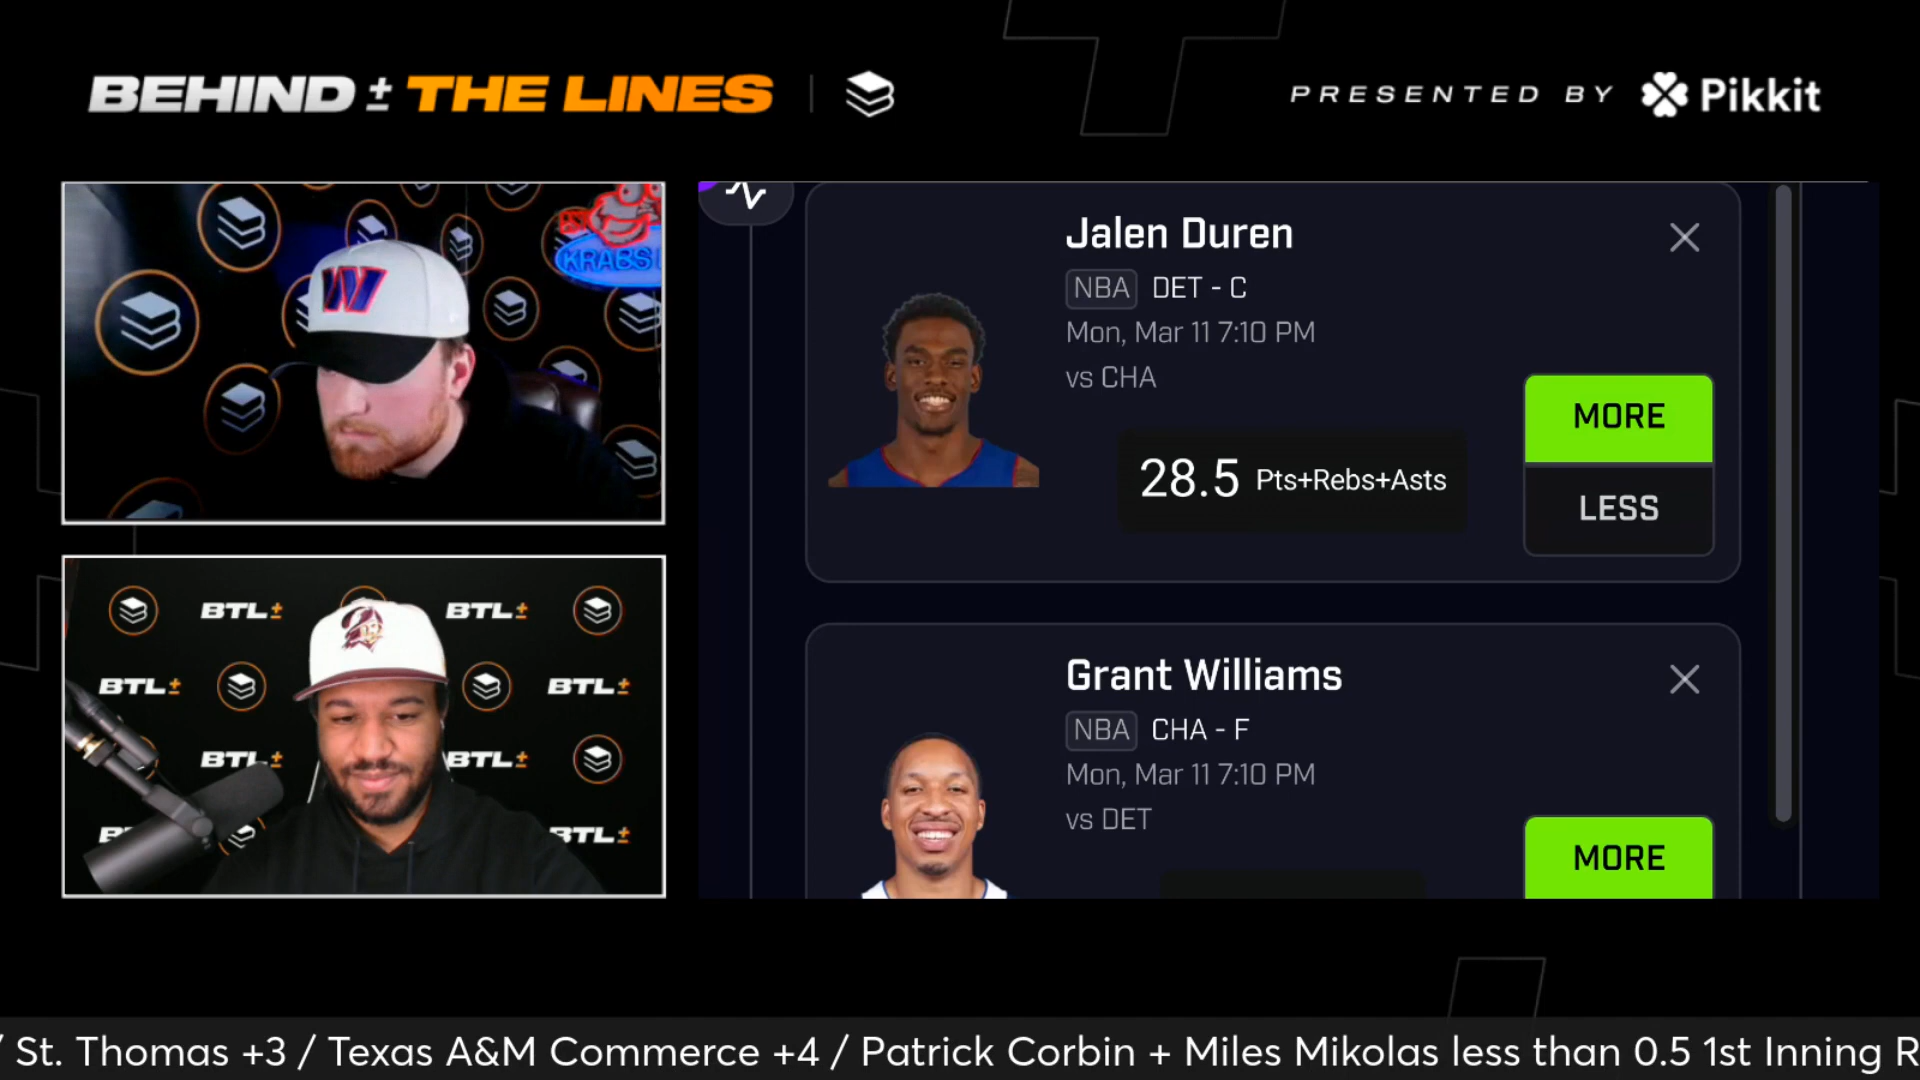 BEHIND ± THE LINES
PRESENTED BY Pikkit
KRABS
BTL± BTL±
BTL± BTL±
BTL± BTL±
BTL±
Jalen Duren
NBA DET - C
Mon, Mar 11 7:10 PM
vs CHA
28.5 Pts+Rebs+Asts
MORE
LESS
Grant Williams
NBA CHA - F
Mon, Mar 11 7:10 PM
vs DET
MORE
/ St. Thomas +3 / Texas A&M Commerce +4 / Patrick Corbin + Miles Mikolas less than 0.5 1st Inning R